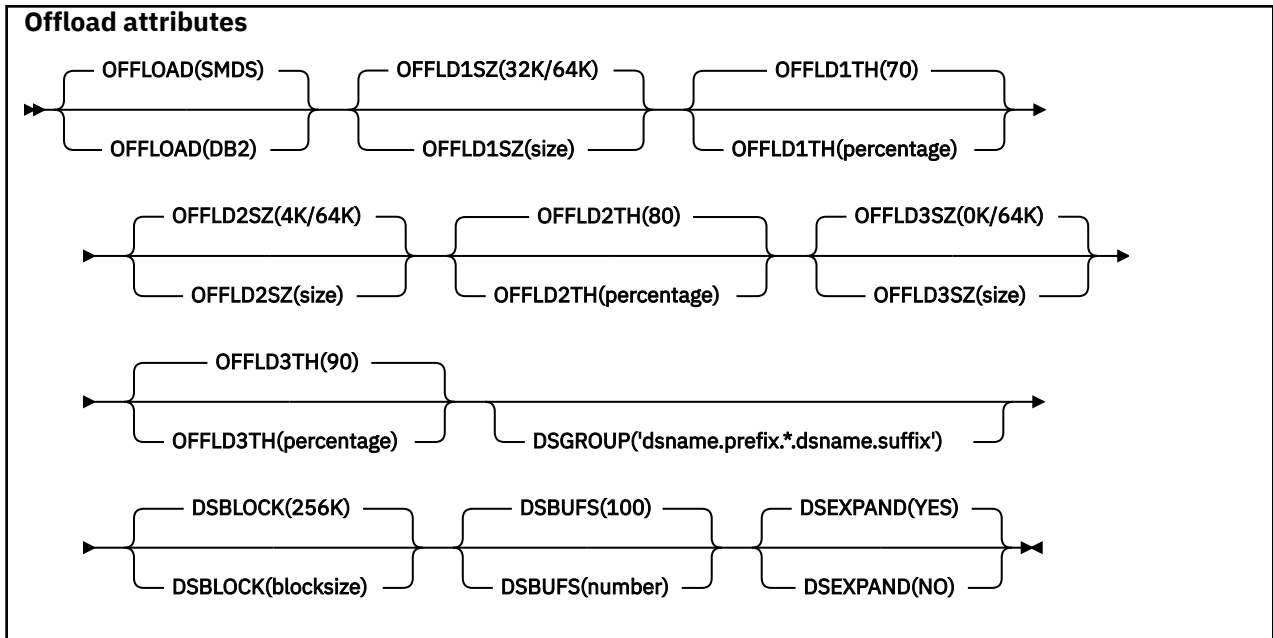 Offload attributes
OFFLOAD(SMDS) OFFLD1SZ(32K/64K) OFFLD1TH(70)
OFFLOAD(DB2) OFFLD1SZ(size) OFFLD1TH(percentage)
OFFLD2SZ(4K/64K) OFFLD2TH(80) OFFLD3SZ(0K/64K)
OFFLD2SZ(size) OFFLD2TH(percentage) OFFLD3SZ(size)
OFFLD3TH(90)
OFFLD3TH(percentage) DSGROUP('dsname.prefix.*.dsname.suffix')
DSBLOCK(256K) DSBUFS(100) DSEXPAND(YES)
DSBLOCK(blocksize) DSBUFS(number) DSEXPAND(NO)